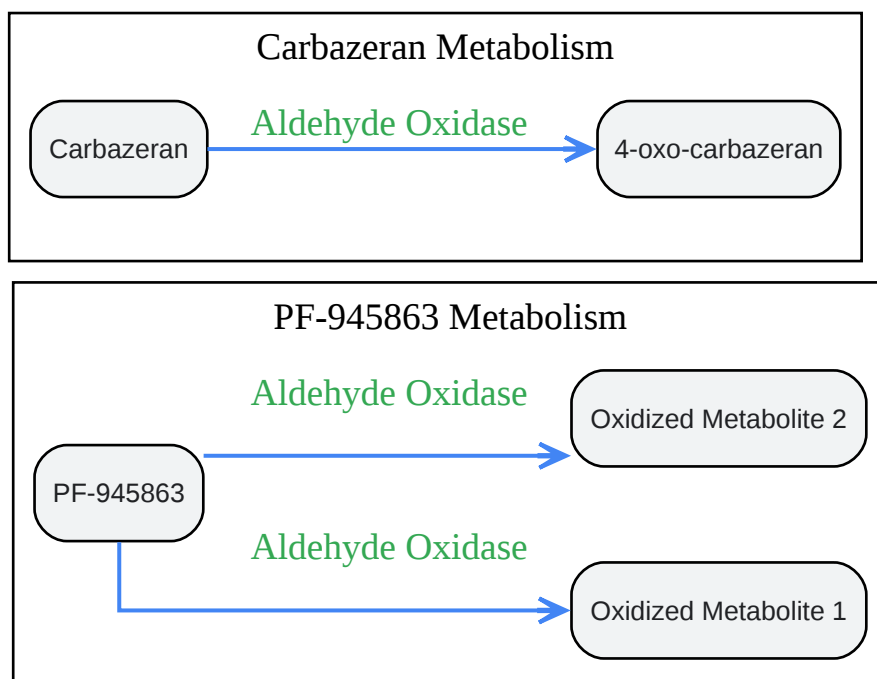 Carbazeran Metabolism
Aldehyde Oxidase
Carbazeran
4-oxo-carbazeran
PF-945863 Metabolism
Aldehyde Oxidase
Oxidized Metabolite 2
PF-945863
Aldehyde Oxidase
Oxidized Metabolite 1